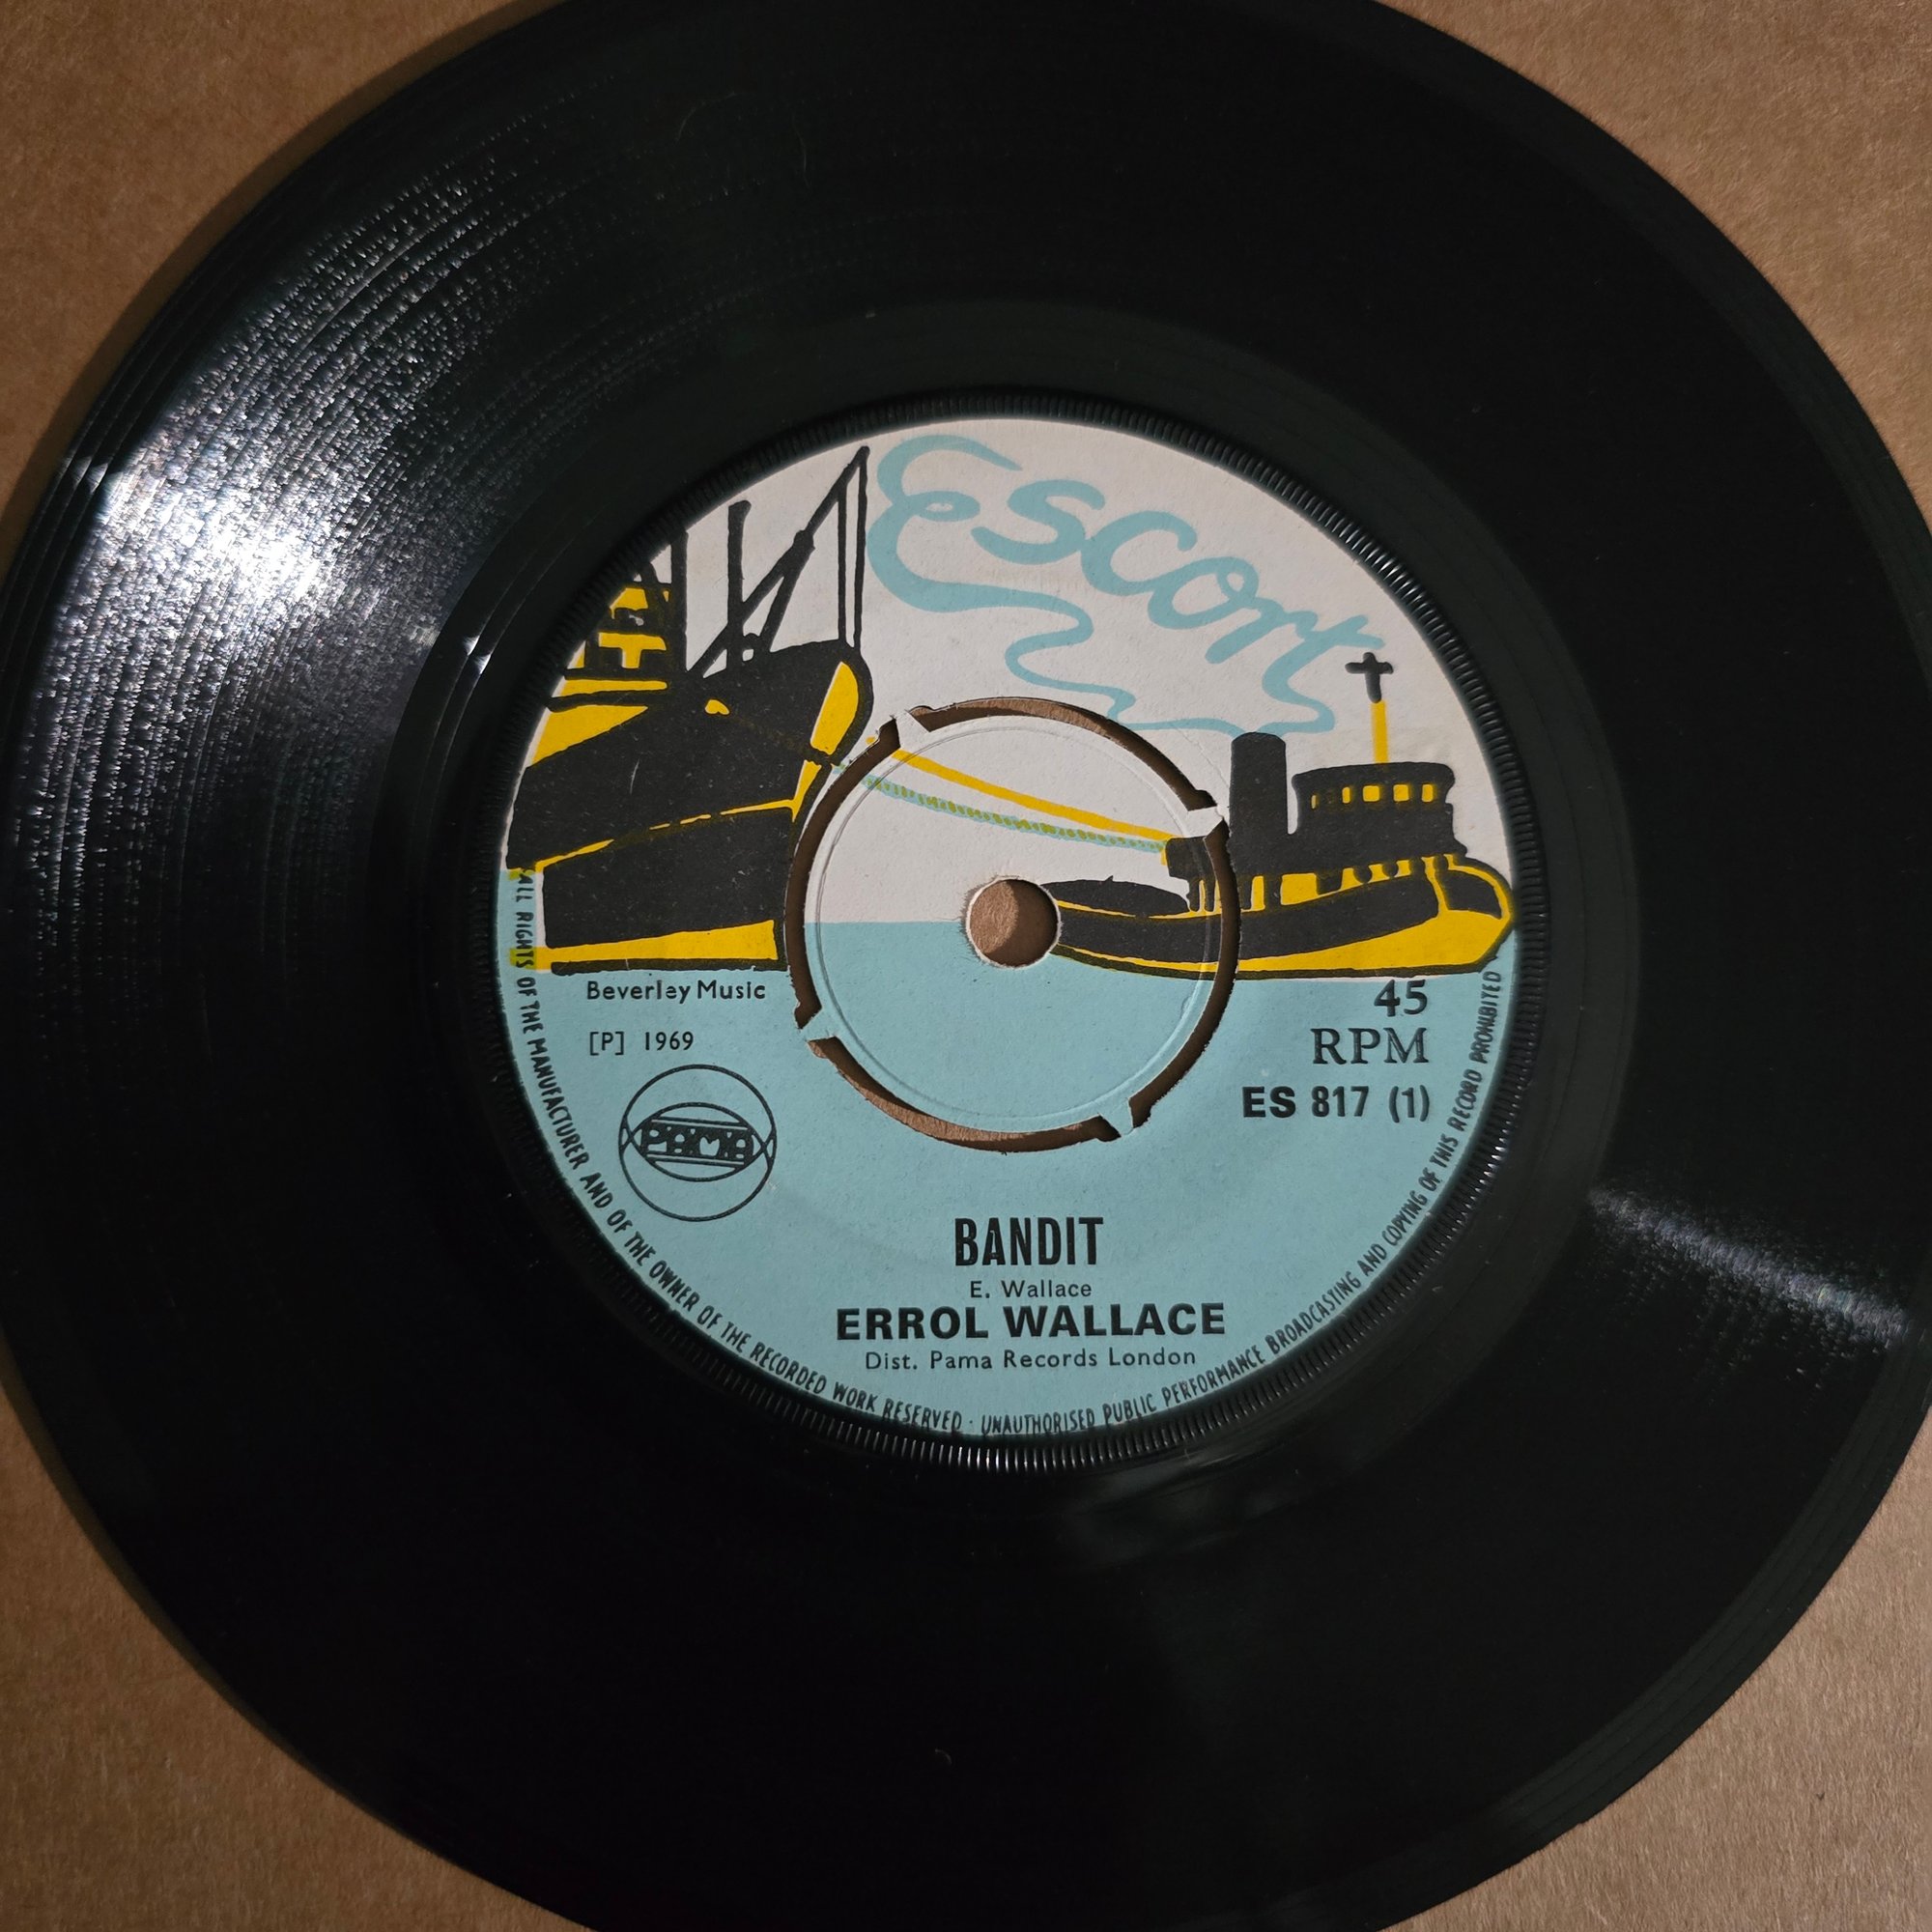 Escort
Beverley Music
[P] 1969
PAMA
45
RPM
ES 817 (1)
BANDIT
E. Wallace
ERROL WALLACE
Dist. Pama Records London
ALL RIGHTS OF THE MANUFACTURER AND OF THE OWNER OF THE RECORDED WORK RESERVED · UNAUTHORISED PUBLIC PERFORMANCE BROADCASTING AND COPYING OF THIS RECORD PROHIBITED